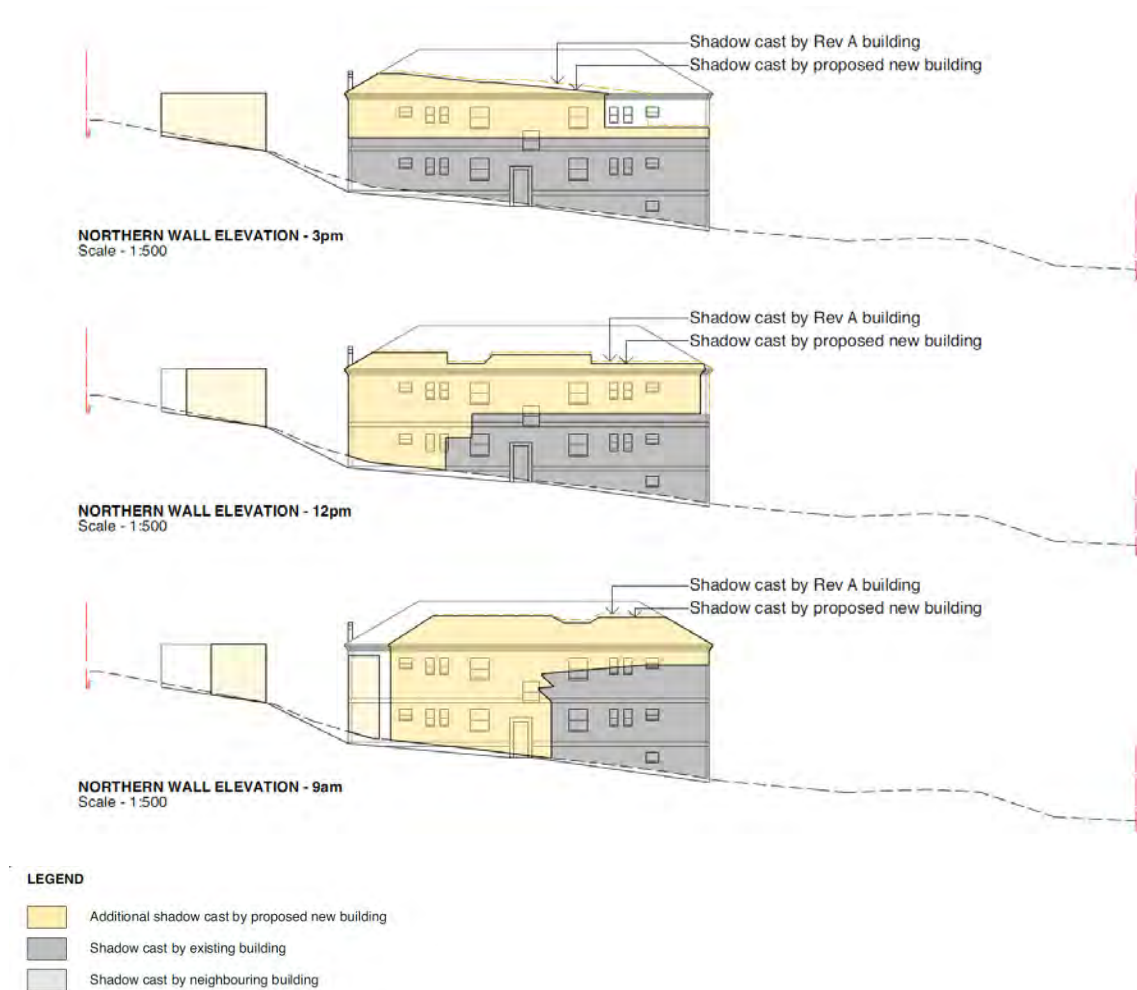 Shadow cast by Rev A building
Shadow cast by proposed new building
NORTHERN WALL ELEVATION - 3pm
Scale - 1:500
Shadow cast by Rev A building
Shadow cast by proposed new building
NORTHERN WALL ELEVATION - 12pm
Scale - 1:500
Shadow cast by Rev A building
Shadow cast by proposed new building
NORTHERN WALL ELEVATION - 9am
Scale - 1:500
LEGEND
Additional shadow cast by proposed new building
Shadow cast by existing building
Shadow cast by neighbouring building